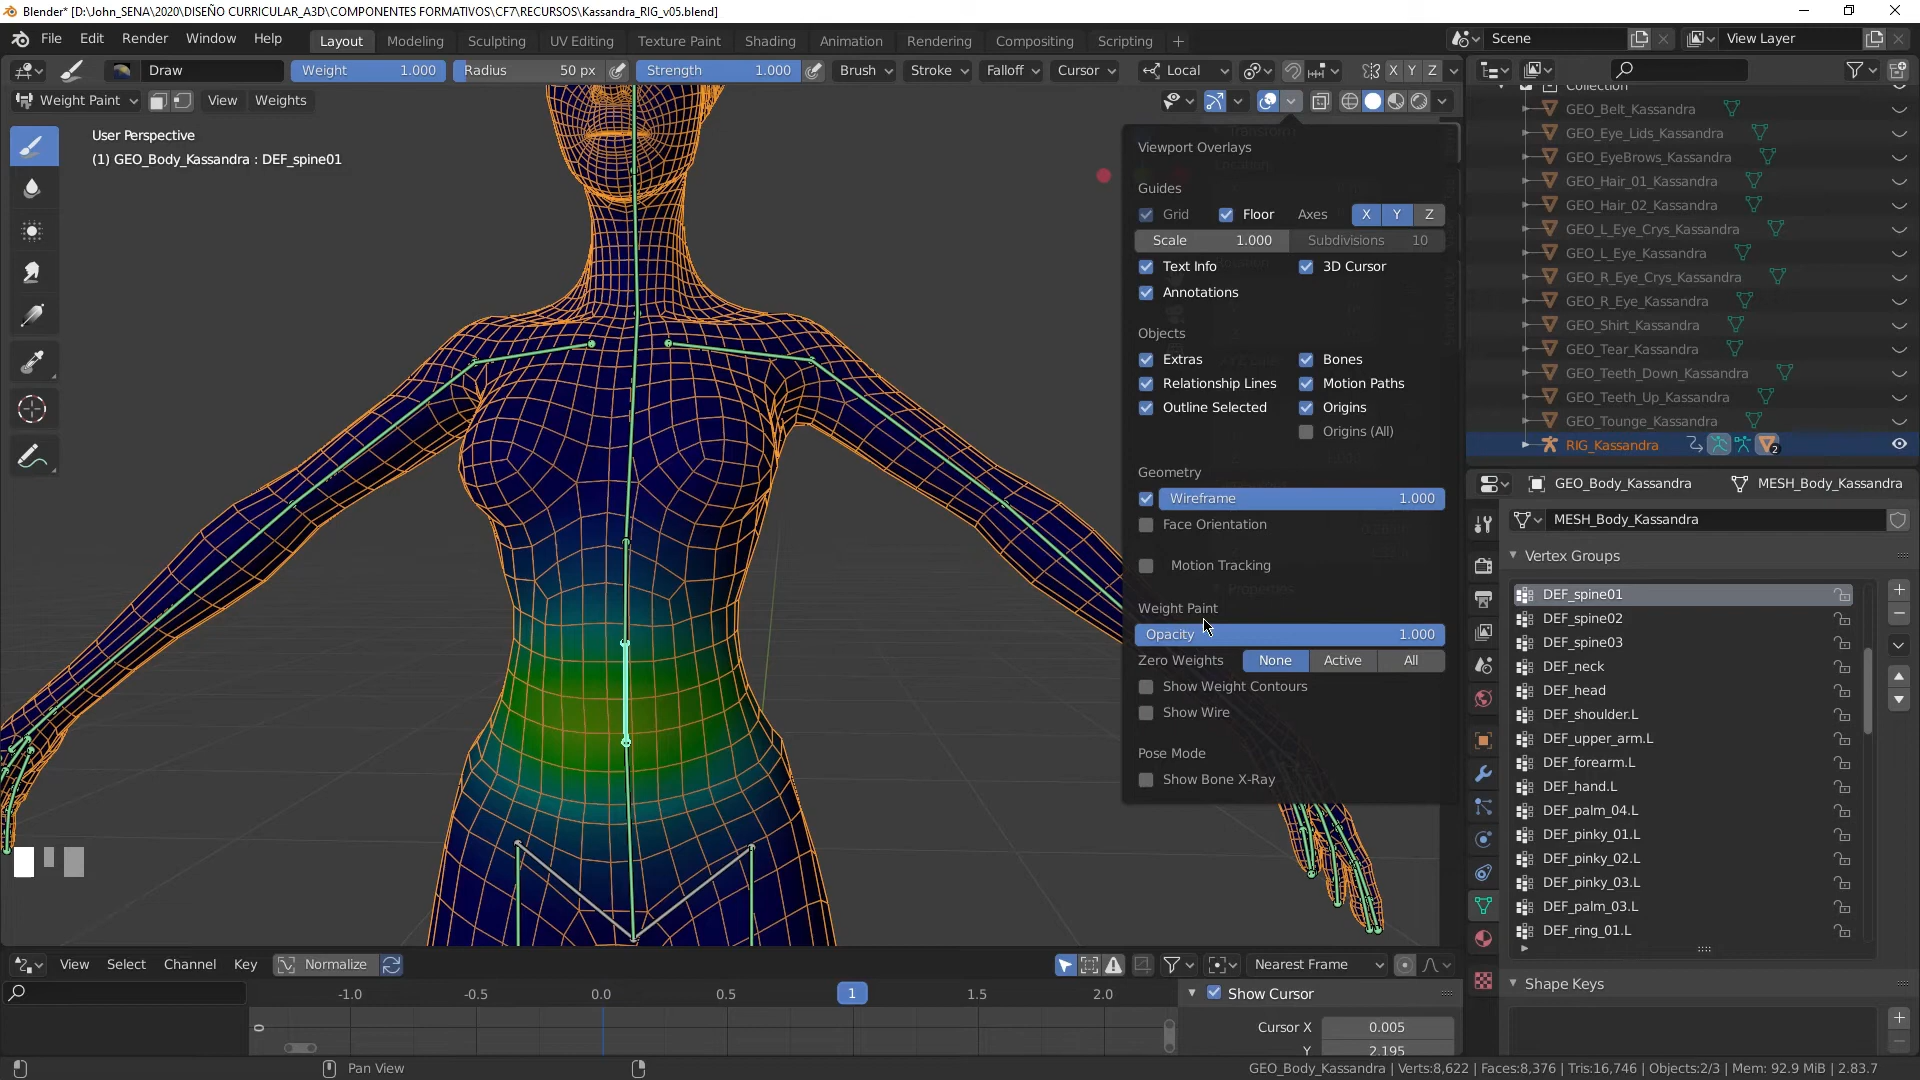 Blender* [D:\John_SENA\2020\DISEÑO CURRICULAR_A3D\COMPONENTES FORMATIVOS\CF7\RECURSOS\Kassandra_RIG_v05.blend]
File Edit Render Window Help Layout Modeling Sculpting UV Editing Texture Paint Shading Animation Rendering Compositing Scripting + Scene View Layer
Draw Weight 1.000 Radius 50 px Strength 1.000 Brush Stroke Falloff Cursor Local X Y Z
Weight Paint View Weights
User Perspective
(1) GEO_Body_Kassandra : DEF_spine01
Viewport Overlays
Guides
Grid Floor Axes X Y Z
Scale 1.000 Subdivisions 10
Text Info 3D Cursor
Annotations
Objects
Extras Bones
Relationship Lines Motion Paths
Outline Selected Origins
Origins (All)
Geometry
Wireframe 1.000
Face Orientation
Motion Tracking
Properties
Weight Paint
Opacity 1.000
Zero Weights None Active All
Show Weight Contours
Show Wire
Pose Mode
Show Bone X-Ray
Collection
GEO_Belt_Kassandra
GEO_Eye_Lids_Kassandra
GEO_EyeBrows_Kassandra
GEO_Hair_01_Kassandra
GEO_Hair_02_Kassandra
GEO_L_Eye_Crys_Kassandra
GEO_L_Eye_Kassandra
GEO_R_Eye_Crys_Kassandra
GEO_R_Eye_Kassandra
GEO_Shirt_Kassandra
GEO_Tear_Kassandra
GEO_Teeth_Down_Kassandra
GEO_Teeth_Up_Kassandra
GEO_Tounge_Kassandra
RIG_Kassandra 2
GEO_Body_Kassandra MESH_Body_Kassandra
MESH_Body_Kassandra
Vertex Groups
DEF_spine01
DEF_spine02
DEF_spine03
DEF_neck
DEF_head
DEF_shoulder.L
DEF_upper_arm.L
DEF_forearm.L
DEF_hand.L
DEF_palm_04.L
DEF_pinky_01.L
DEF_pinky_02.L
DEF_pinky_03.L
DEF_palm_03.L
DEF_ring_01.L
Shape Keys
View Select Channel Key Normalize Nearest Frame
-1.0 -0.5 0.0 0.5 1 1.5 2.0
0
Show Cursor
Cursor X 0.005
Y 2.195
Pan View
GEO_Body_Kassandra | Verts:8,622 | Faces:8,376 | Tris:16,746 | Objects:2/3 | Mem: 92.9 MiB | 2.83.7